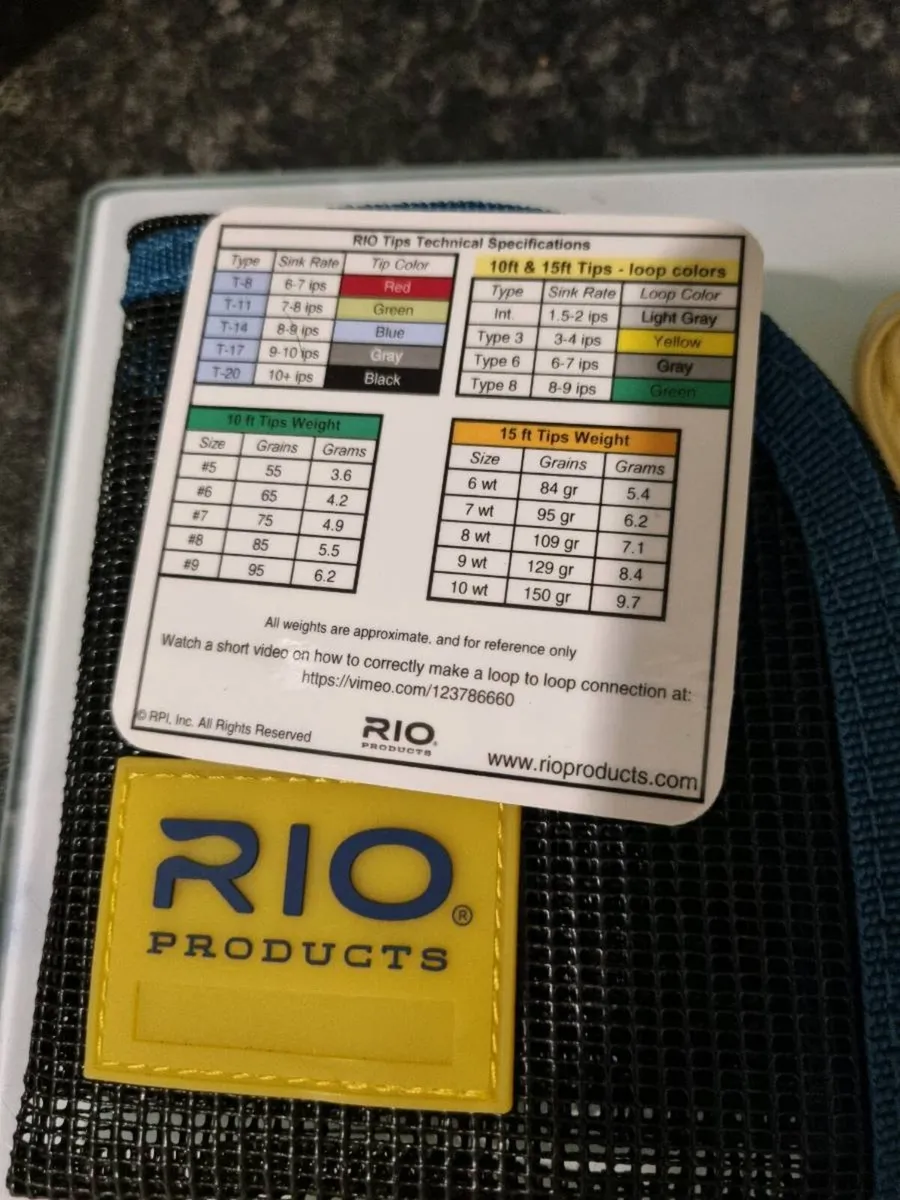 RIO Tips Technical Specifications
Type Sink Rate Tip Color
T-8 6-7 ips Red
T-11 7-8 ips Green
T-14 8-9 ips Blue
T-17 9-10 ips Gray
T-20 10+ ips Black
10ft & 15ft Tips - loop colors
Type Sink Rate Loop Color
Int. 1.5-2 ips Light Gray
Type 3 3-4 ips Yellow
Type 6 6-7 ips Gray
Type 8 8-9 ips Green
10 ft Tips Weight
Size Grains Grams
#5 55 3.6
#6 65 4.2
#7 75 4.9
#8 85 5.5
#9 95 6.2
15 ft Tips Weight
Size Grains Grams
6 wt 84 gr 5.4
7 wt 95 gr 6.2
8 wt 109 gr 7.1
9 wt 129 gr 8.4
10 wt 150 gr 9.7
All weights are approximate, and for reference only
Watch a short video on how to correctly make a loop to loop connection at:
https://vimeo.com/123786660
© RPI, Inc. All Rights Reserved
RIO®
PRODUCTS
www.rioproducts.com
RIO®
PRODUCTS